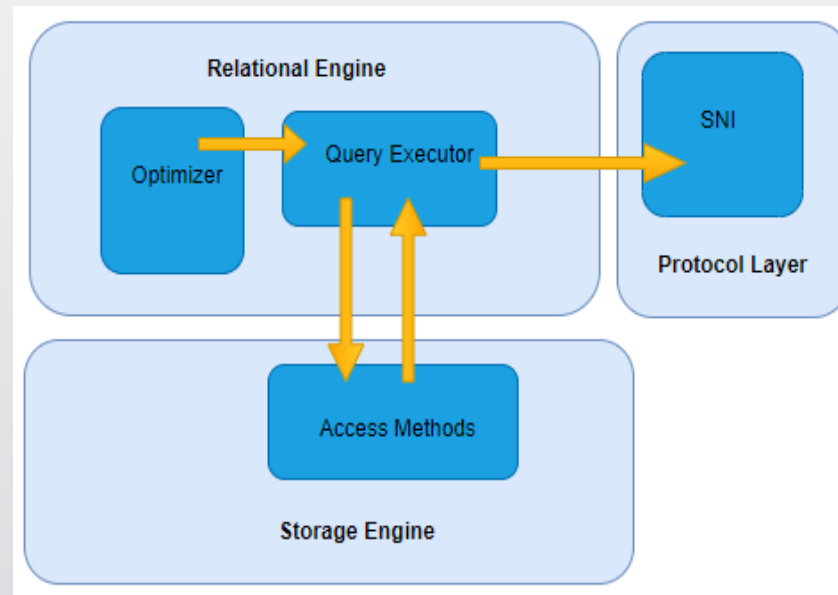 Relational Engine
Optimizer
Query Executor
SNI
Protocol Layer
Access Methods
Storage Engine